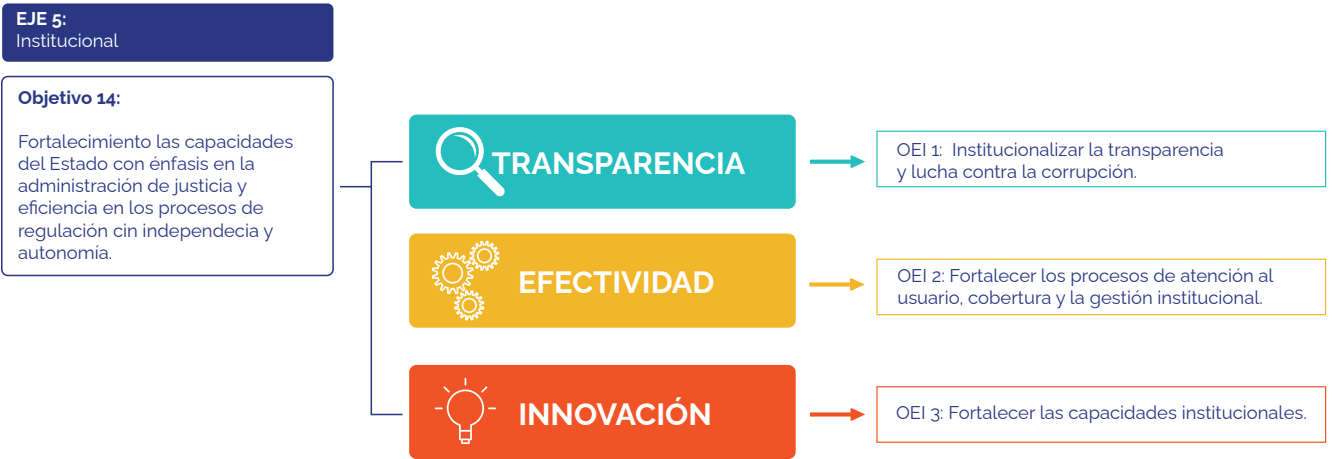 EJE 5:
Institucional
Objetivo 14:
Fortalecimiento las capacidades
del Estado con énfasis en la
administración de justicia y
eficiencia en los procesos de
regulación cin independecia y
autonomía.
TRANSPARENCIA
OEI 1: Institucionalizar la transparencia
y lucha contra la corrupción.
EFECTIVIDAD
OEI 2: Fortalecer los procesos de atención al
usuario, cobertura y la gestión institucional.
INNOVACIÓN
OEI 3: Fortalecer las capacidades institucionales.